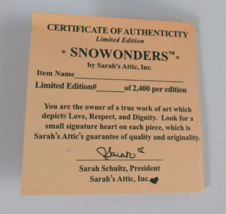 CERTIFICATE OF AUTHENTICITY
Limited Edition
* SNOWONDERS™ *
by Sarah's Attic, Inc.
Item Name
Limited Edition# of 2,400 per edition
You are the owner of a true work of art which
depicts Love, Respect, and Dignity. Look for a
small signature heart on each piece, which is
Sarah's Attic's guarantee of quality and originality.
Sarah
Sarah Schultz, President
Sarah's Attic, Inc.